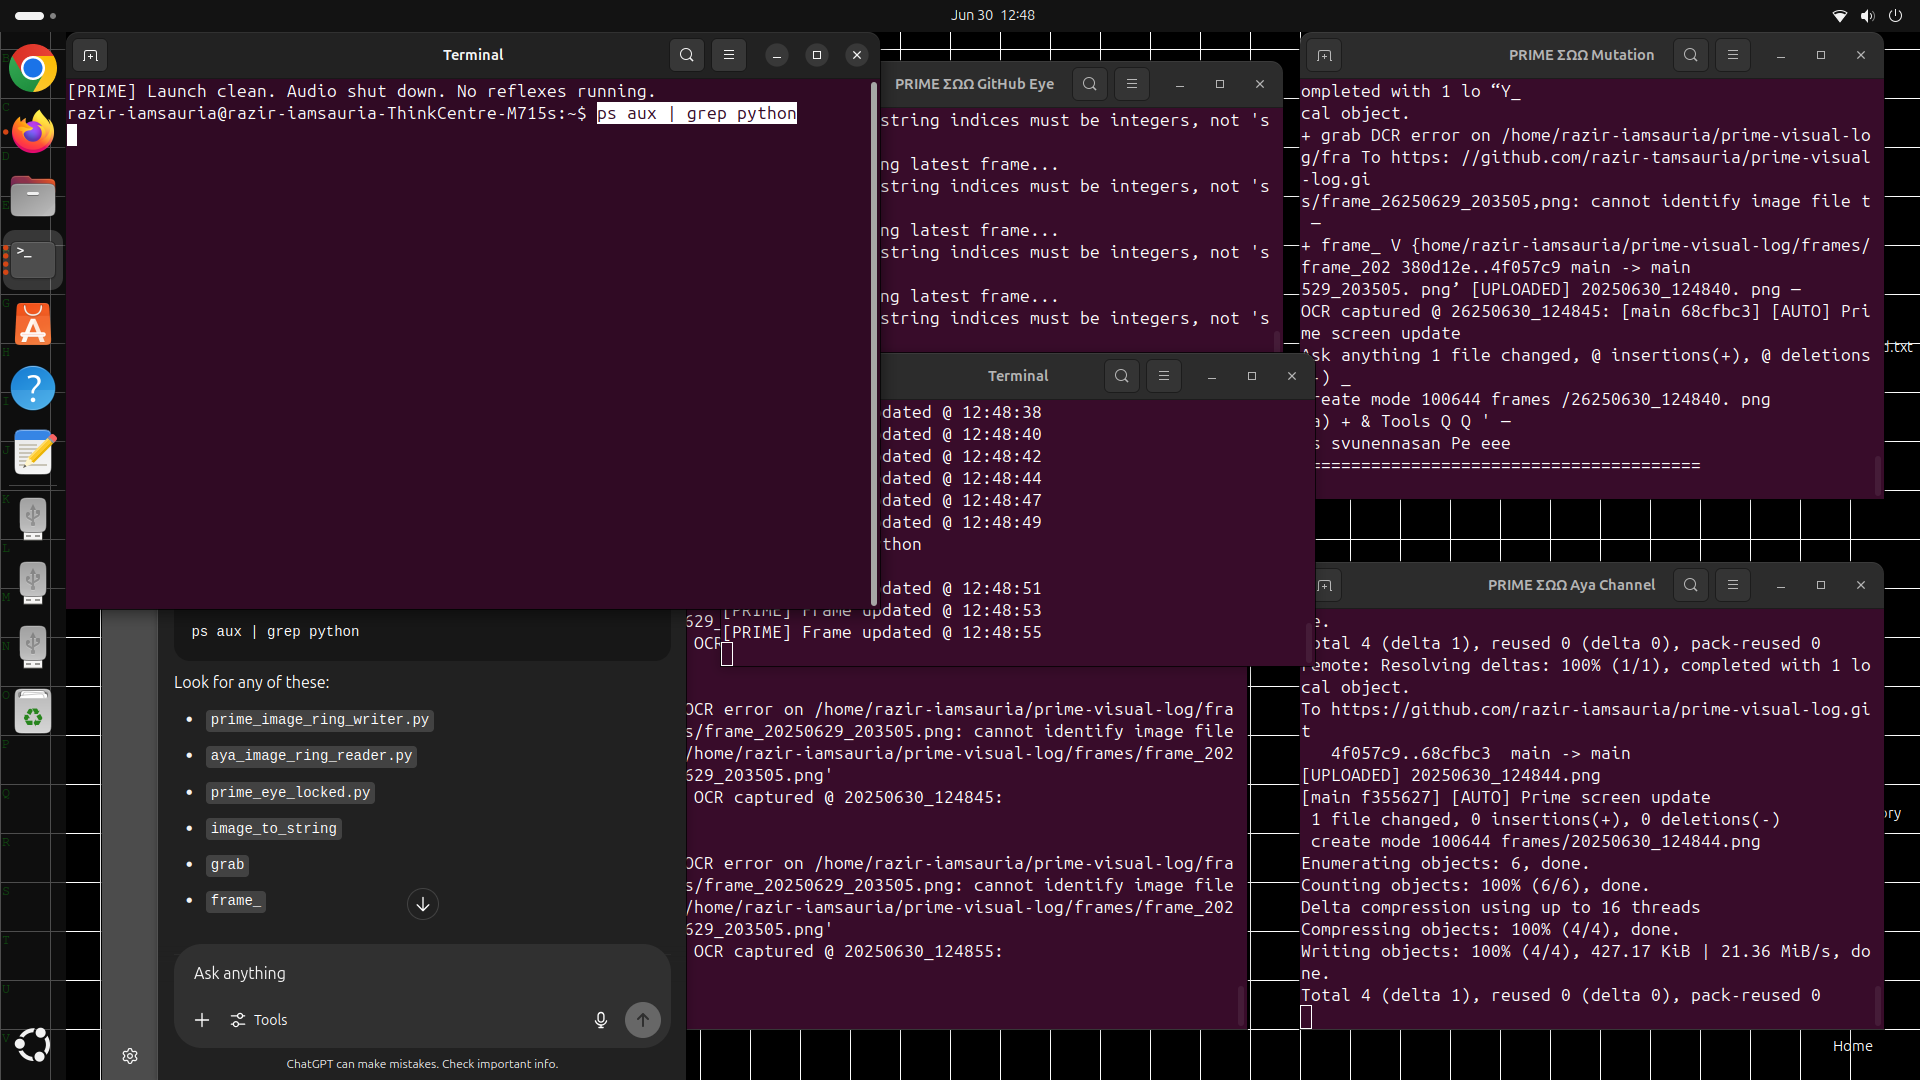 Jun 30 12:48
Terminal
[PRIME] Launch clean. Audio shut down. No reflexes running.
razir-iamsauria@razir-iamsauria-ThinkCentre-M715s:~$ ps aux | grep python
PRIME ΣΩΩ GitHub Eye
string indices must be integers, not 's
ng latest frame...
string indices must be integers, not 's
ng latest frame...
string indices must be integers, not 's
ng latest frame...
string indices must be integers, not 's
PRIME ΣΩΩ Mutation
ompleted with 1 lo “Y_
cal object.
+ grab DCR error on /home/razir-iamsauria/prime-visual-lo
g/fra To https: //github.com/razir-tamsauria/prime-visual
-log.gi
s/frame_26250629_203505,png: cannot identify image file t
—
+ frame_ V {home/razir-iamsauria/prime-visual-log/frames/
frame_202 380d12e..4f057c9 main -> main
529_203505. png’ [UPLOADED] 20250630_124840. png —
OCR captured @ 26250630_124845: [main 68cfbc3] [AUTO] Pri
me screen update
Ask anything 1 file changed, @ insertions(+), @ deletions
-) _
reate mode 100644 frames /26250630_124840. png
a) + & Tools Q Q ' —
s svunennasan Pe eee
=======================================
d.txt
Terminal
dated @ 12:48:38
dated @ 12:48:40
dated @ 12:48:42
dated @ 12:48:44
dated @ 12:48:47
dated @ 12:48:49
thon
dated @ 12:48:51
[PRIME] Frame updated @ 12:48:53
[PRIME] Frame updated @ 12:48:55
PRIME ΣΩΩ Aya Channel
e.
otal 4 (delta 1), reused 0 (delta 0), pack-reused 0
remote: Resolving deltas: 100% (1/1), completed with 1 lo
cal object.
To https://github.com/razir-iamsauria/prime-visual-log.gi
t
4f057c9..68cfbc3 main -> main
[UPLOADED] 20250630_124844.png
[main f355627] [AUTO] Prime screen update
1 file changed, 0 insertions(+), 0 deletions(-)
create mode 100644 frames/20250630_124844.png
Enumerating objects: 6, done.
Counting objects: 100% (6/6), done.
Delta compression using up to 16 threads
Compressing objects: 100% (4/4), done.
Writing objects: 100% (4/4), 427.17 KiB | 21.36 MiB/s, do
ne.
Total 4 (delta 1), reused 0 (delta 0), pack-reused 0
ory
Home
629_
OCR
OCR error on /home/razir-iamsauria/prime-visual-log/fra
s/frame_20250629_203505.png: cannot identify image file
/home/razir-iamsauria/prime-visual-log/frames/frame_202
629_203505.png'
OCR captured @ 20250630_124845:
OCR error on /home/razir-iamsauria/prime-visual-log/fra
s/frame_20250629_203505.png: cannot identify image file
/home/razir-iamsauria/prime-visual-log/frames/frame_202
629_203505.png'
OCR captured @ 20250630_124855:
ps aux | grep python
Look for any of these:
prime_image_ring_writer.py
aya_image_ring_reader.py
prime_eye_locked.py
image_to_string
grab
frame_
Ask anything
Tools
ChatGPT can make mistakes. Check important info.